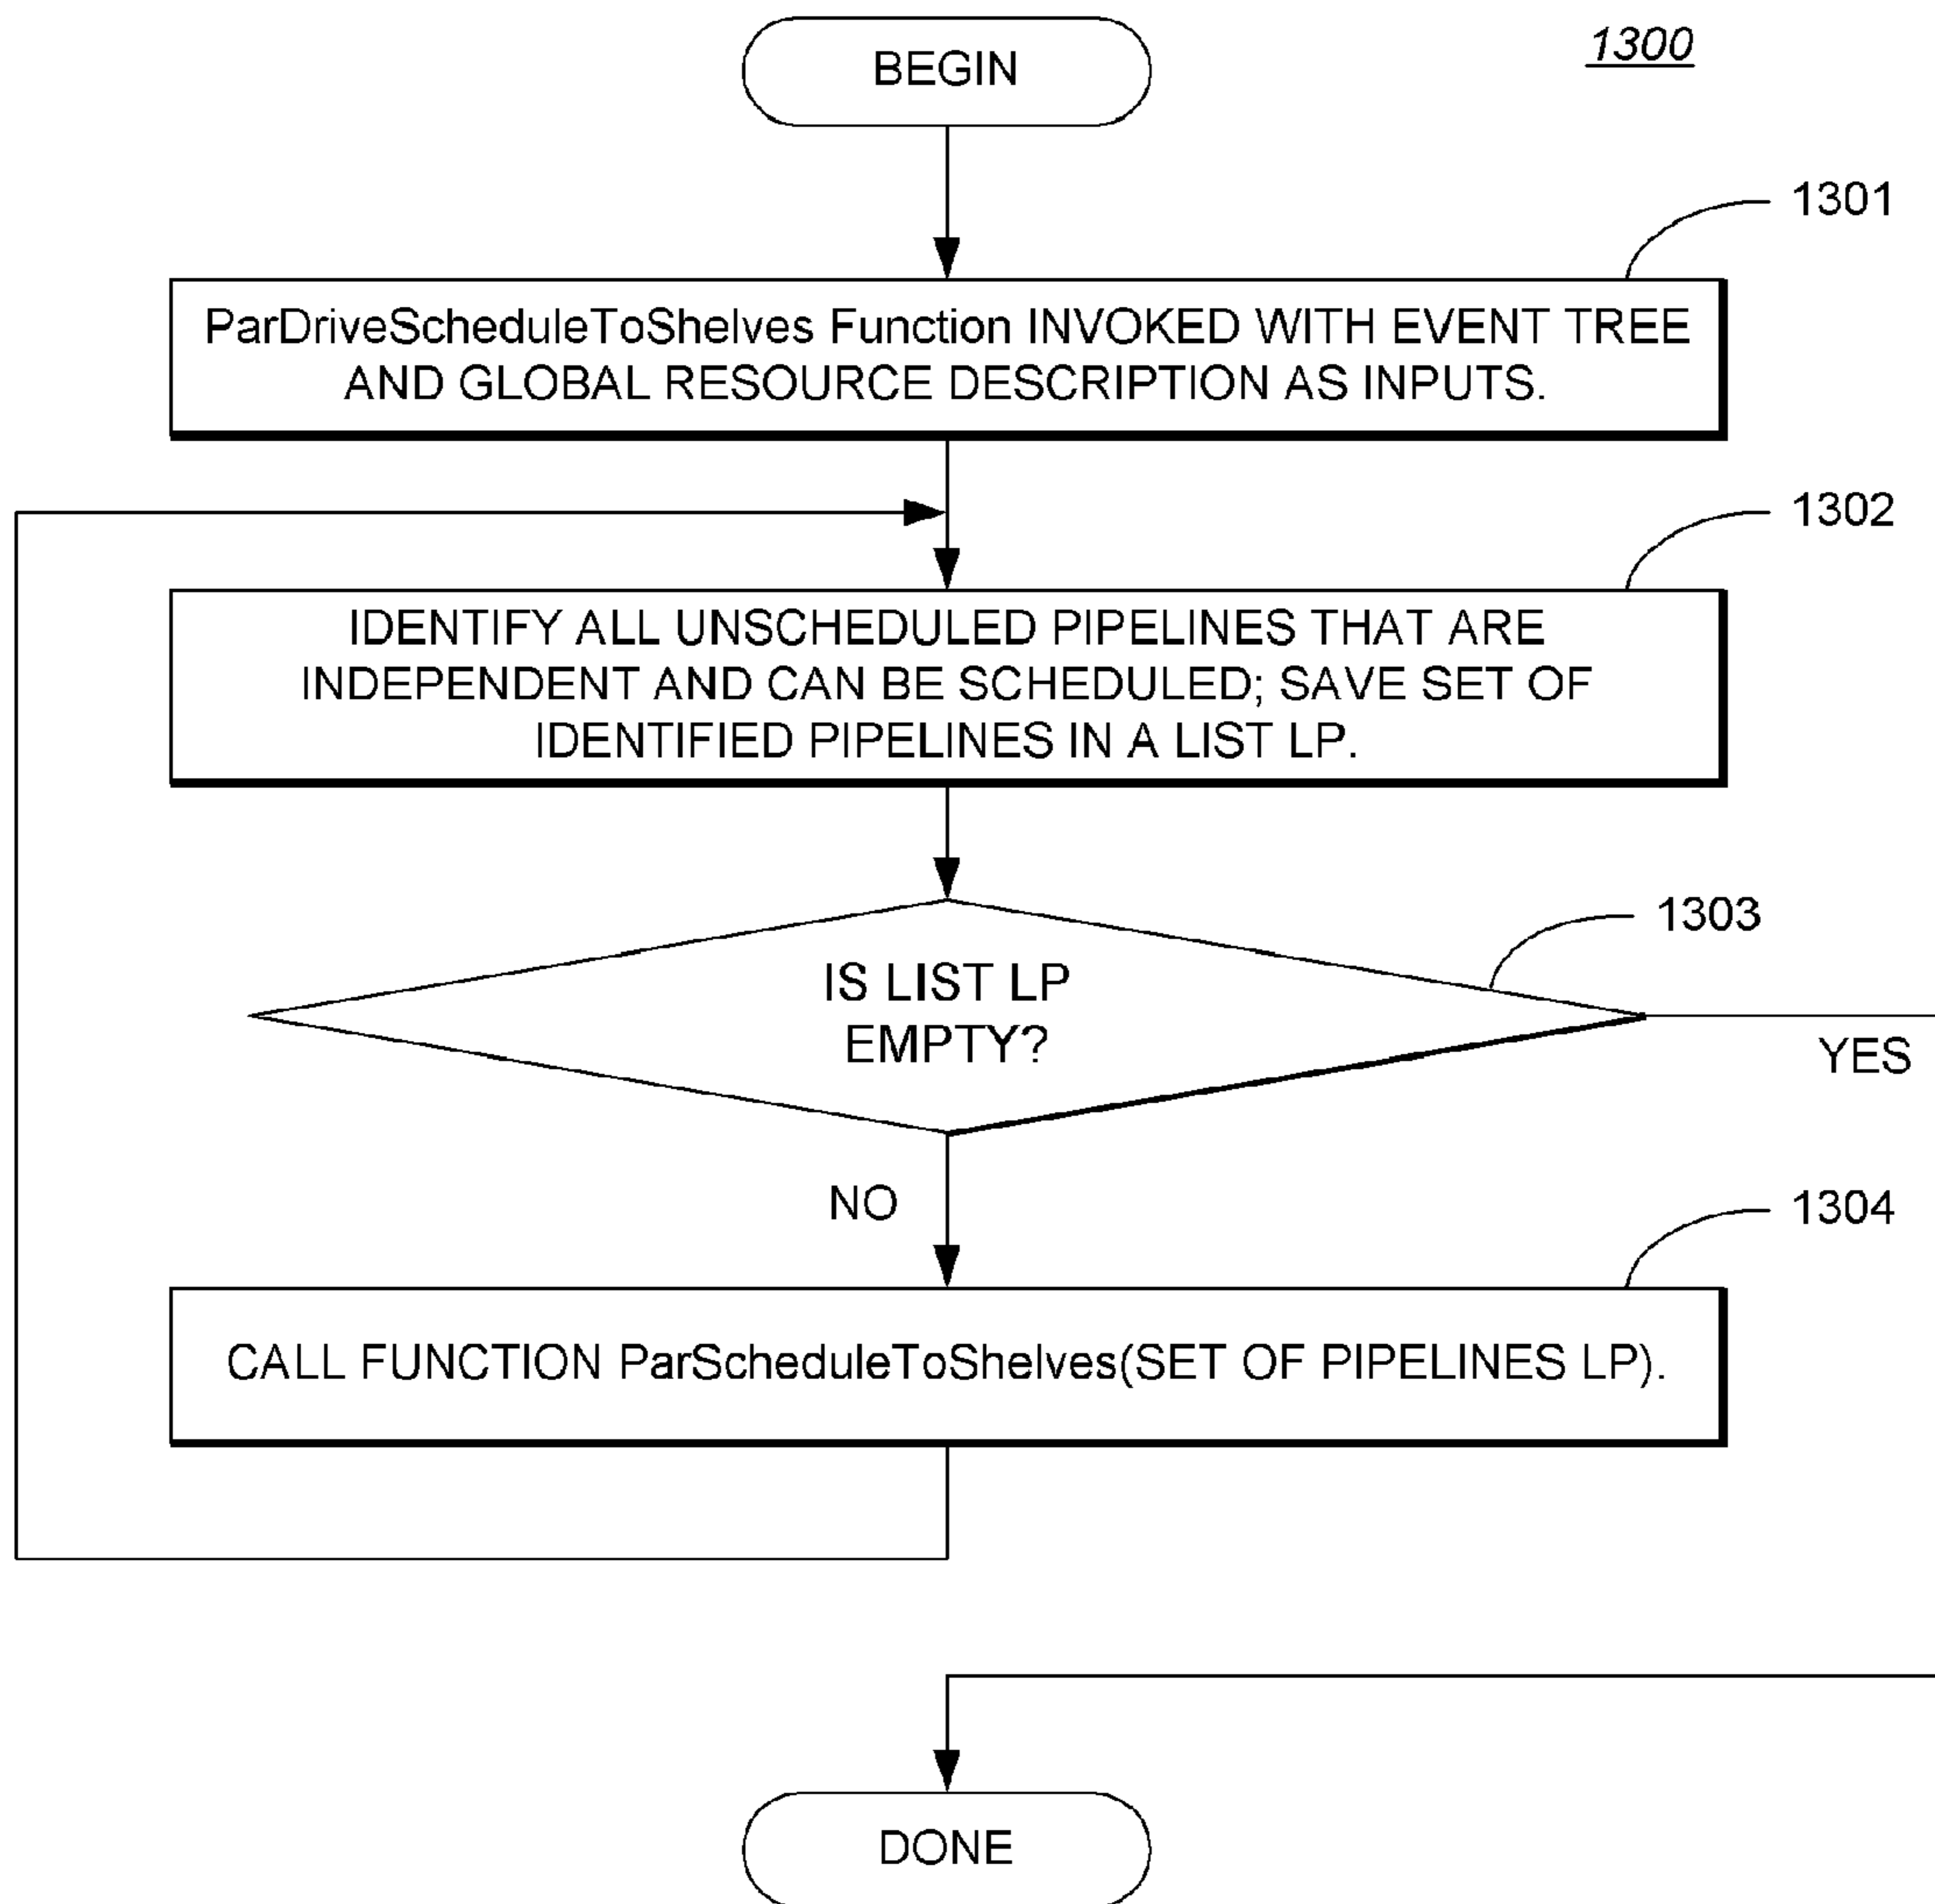 1300
BEGIN
1301
ParDriveScheduleToShelves Function INVOKED WITH EVENT TREE
AND GLOBAL RESOURCE DESCRIPTION AS INPUTS.
1302
IDENTIFY ALL UNSCHEDULED PIPELINES THAT ARE
INDEPENDENT AND CAN BE SCHEDULED; SAVE SET OF
IDENTIFIED PIPELINES IN A LIST LP.
1303
IS LIST LP
EMPTY?
YES
NO
1304
CALL FUNCTION ParScheduleToShelves(SET OF PIPELINES LP).
DONE